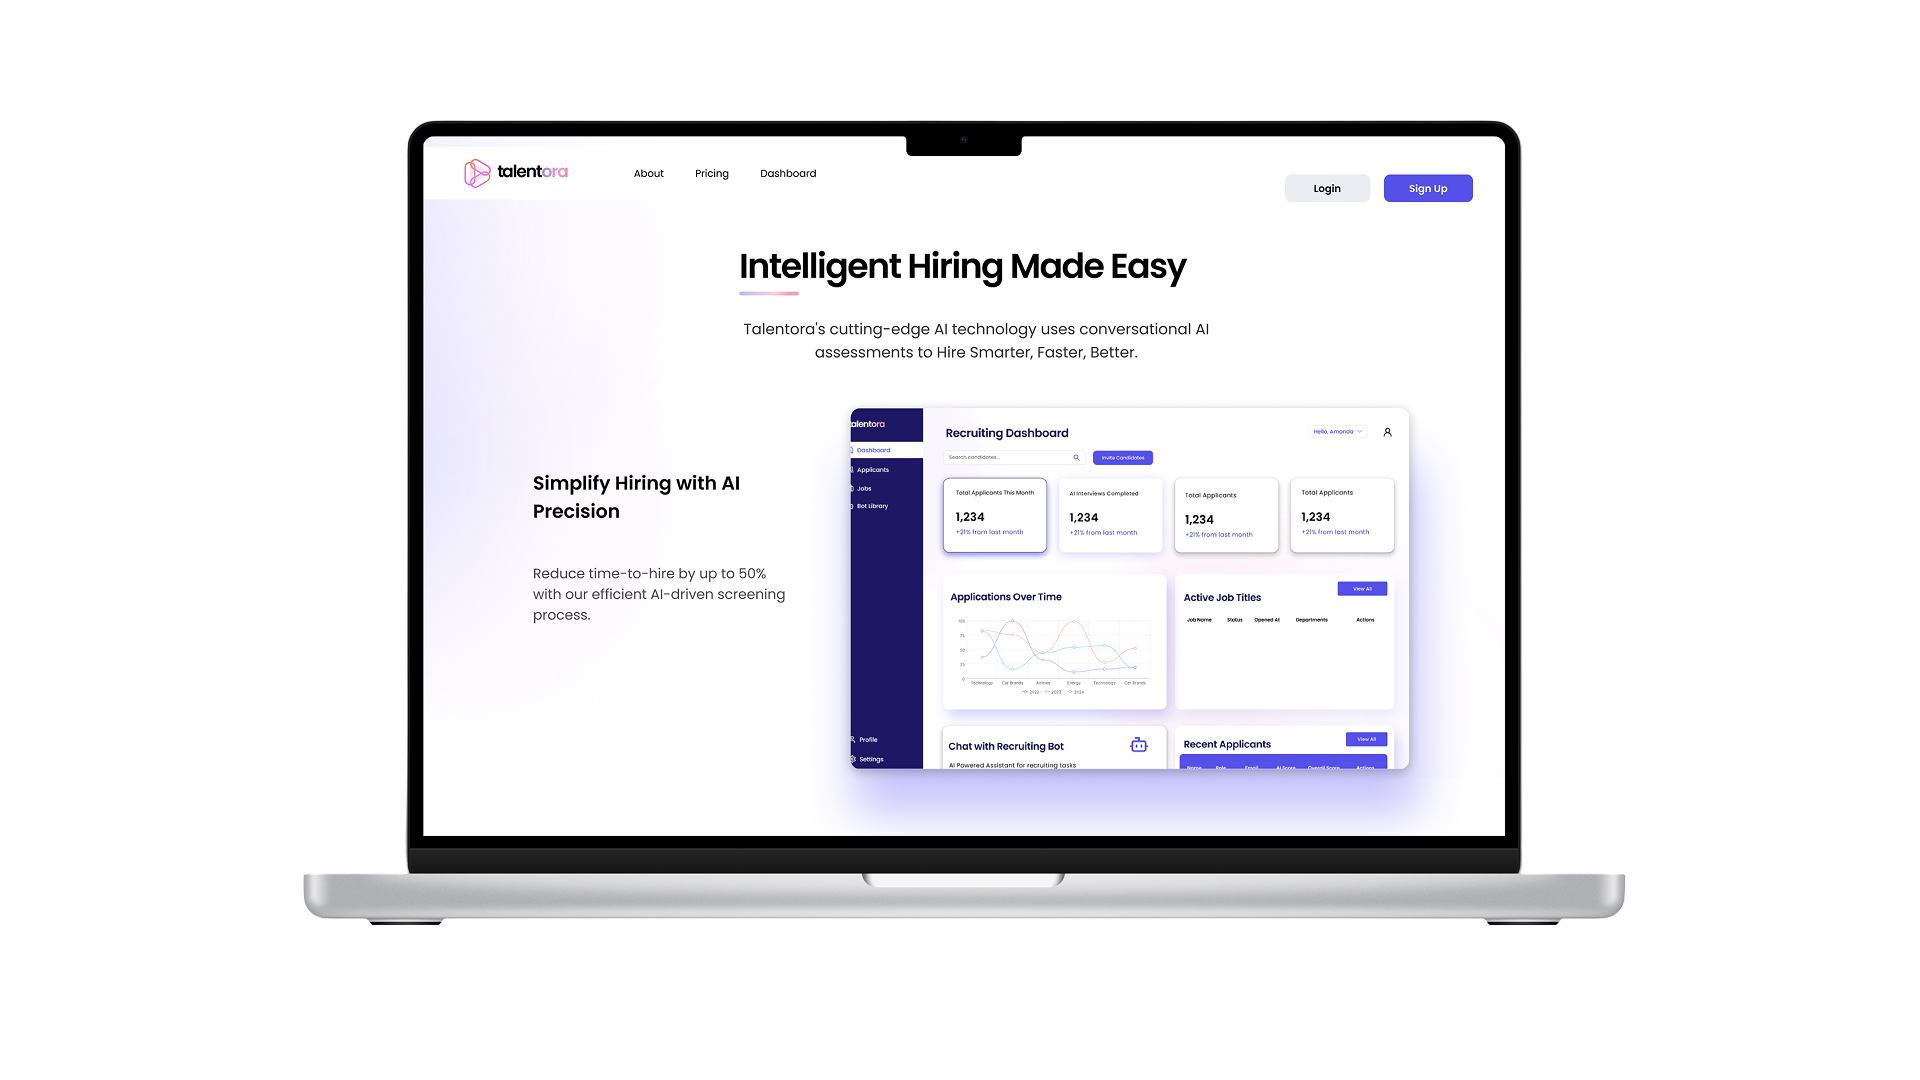 talentora
About
Pricing
Dashboard
Login
Sign Up
Intelligent Hiring Made Easy
Talentora's cutting-edge AI technology uses conversational AI
assessments to Hire Smarter, Faster, Better.
Simplify Hiring with AI
Precision
Reduce time-to-hire by up to 50%
with our efficient AI-driven screening
process.
talentora
Dashboard
Applicants
Jobs
Bot Library
Profile
Settings
Recruiting Dashboard
Hello, Amanda
Search candidates...
Invite Candidates
Total Applicants This Month
1,234
+21% from last month
AI Interviews Completed
1,234
+21% from last month
Total Applicants
1,234
+21% from last month
Total Applicants
1,234
+21% from last month
Applications Over Time
100
75
50
25
0
Technology Car Brands Airlines Energy Technology Car Brands
2022 2023 2024
Active Job Titles
View All
Job Name Status Opened At Departments Actions
Chat with Recruiting Bot
AI Powered Assistant for recruiting tasks
Recent Applicants
View All
Name Role Email AI Score Overall Score Actions